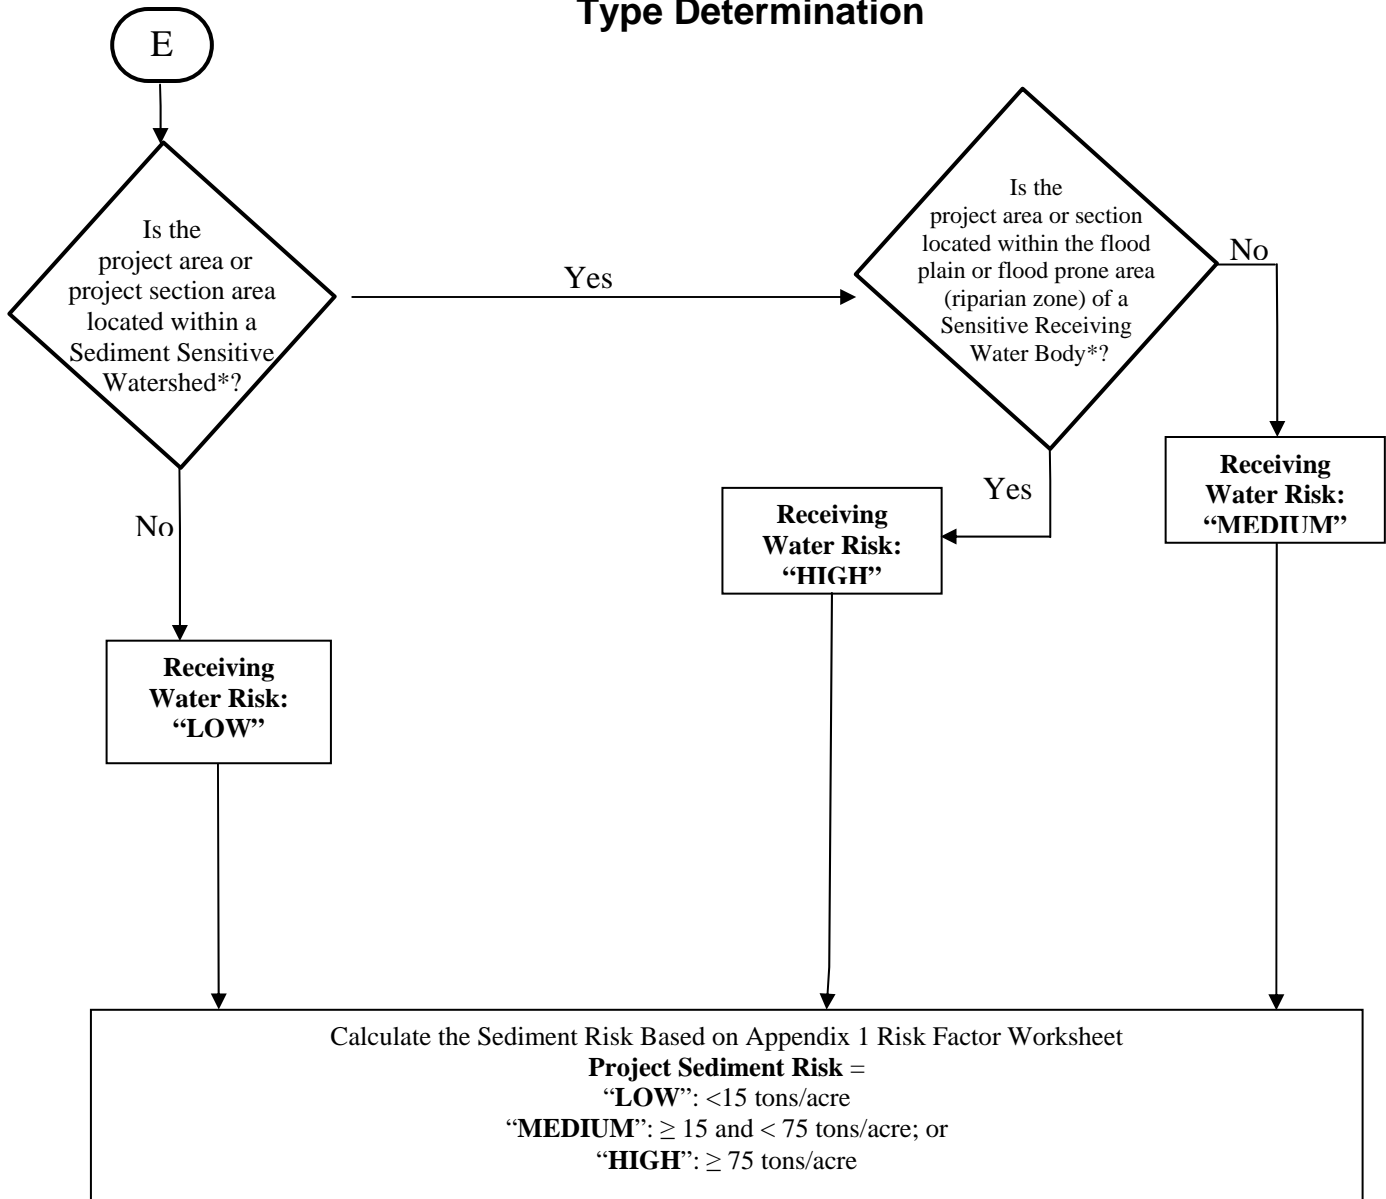 Type Determination
E
Is the
project area or
project section area
located within a
Sediment Sensitive
Watershed*?
Yes
Is the
project area or section
located within the flood
plain or flood prone area
(riparian zone) of a
Sensitive Receiving
Water Body*?
No
Yes
No
Receiving
Water Risk:
“MEDIUM”
Receiving
Water Risk:
“HIGH”
Receiving
Water Risk:
“LOW”
Calculate the Sediment Risk Based on Appendix 1 Risk Factor Worksheet
Project Sediment Risk =
“LOW”: <15 tons/acre
“MEDIUM”: ≥ 15 and < 75 tons/acre; or
“HIGH”: ≥ 75 tons/acre